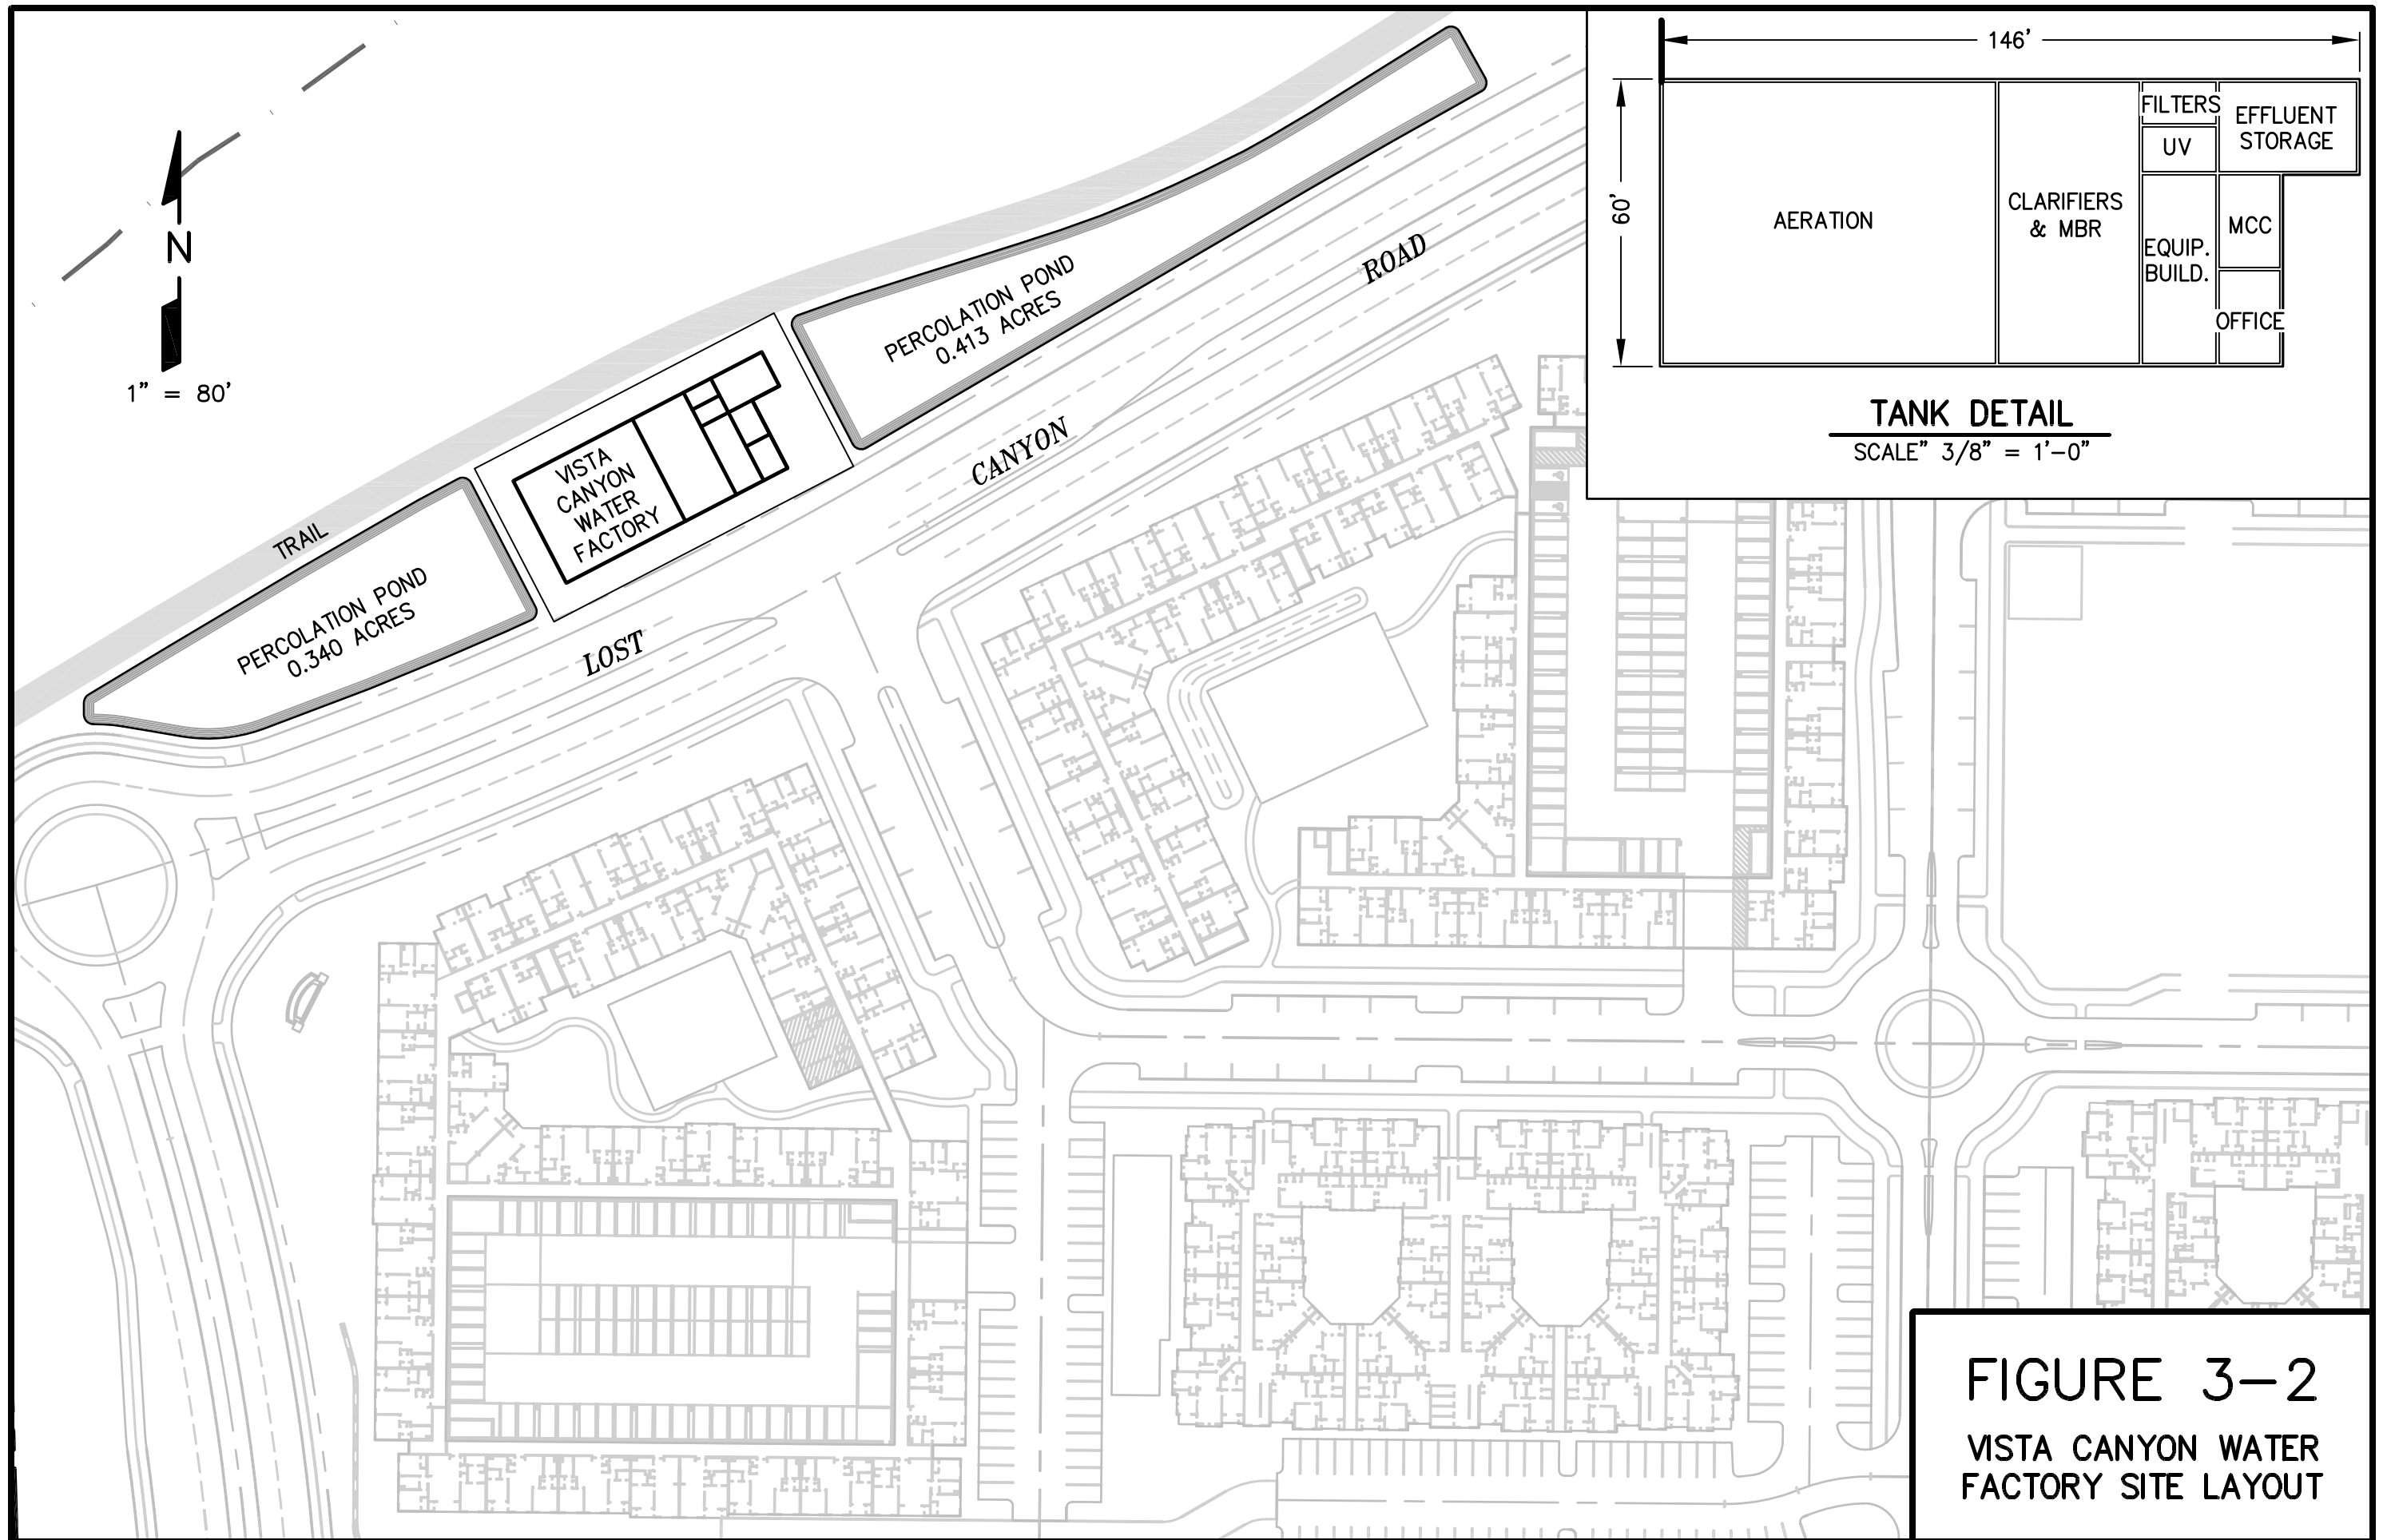 N
1” = 80’
TRAIL
PERCOLATION POND
0.340 ACRES
VISTA
CANYON
WATER
FACTORY
PERCOLATION POND
0.413 ACRES
LOST
CANYON
ROAD
146’
60’
AERATION
CLARIFIERS
& MBR
FILTERS
UV
EQUIP.
BUILD.
EFFLUENT
STORAGE
MCC
OFFICE
TANK DETAIL
SCALE” 3/8” = 1’-0”
FIGURE 3-2
VISTA CANYON WATER
FACTORY SITE LAYOUT